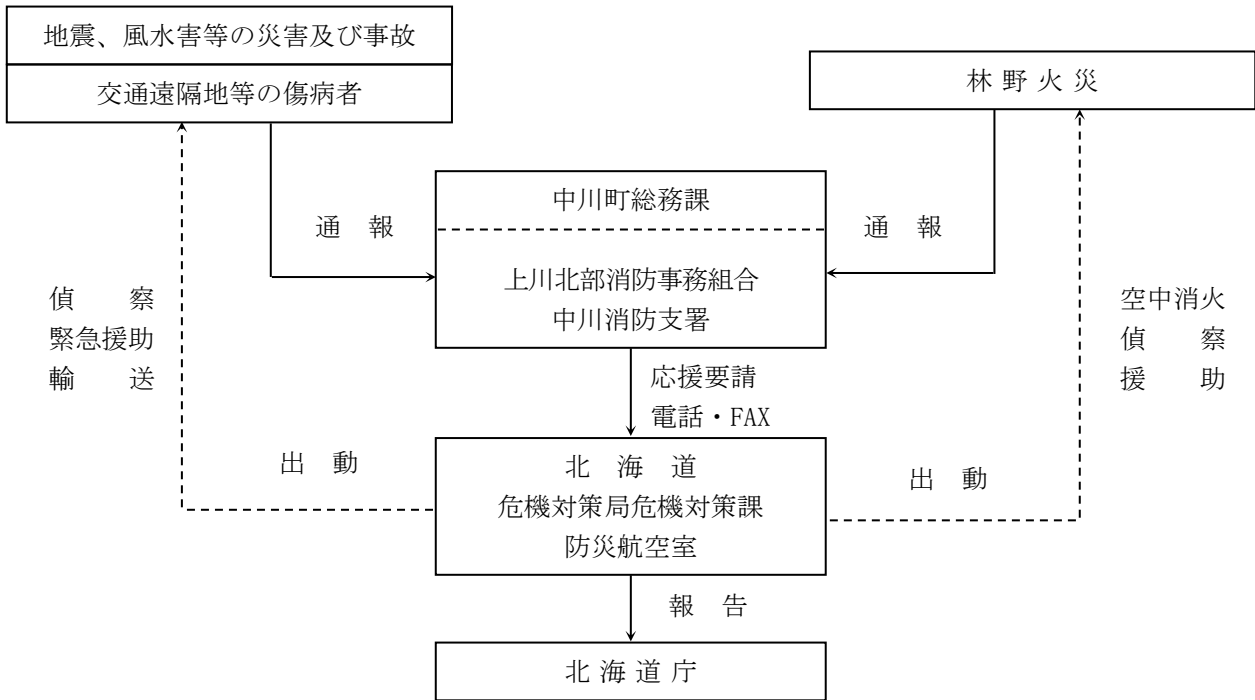 地震、風水害等の災害及び事故
交通遠隔地等の傷病者
林野火災
中川町総務課
通 報
通 報
上川北部消防事務組合
中川消防支署
偵 察
緊急援助
輸 送
空中消火
偵 察
援 助
応援要請
電話・FAX
出 動
出 動
北 海 道
危機対策局危機対策課
防災航空室
報 告
北海道庁